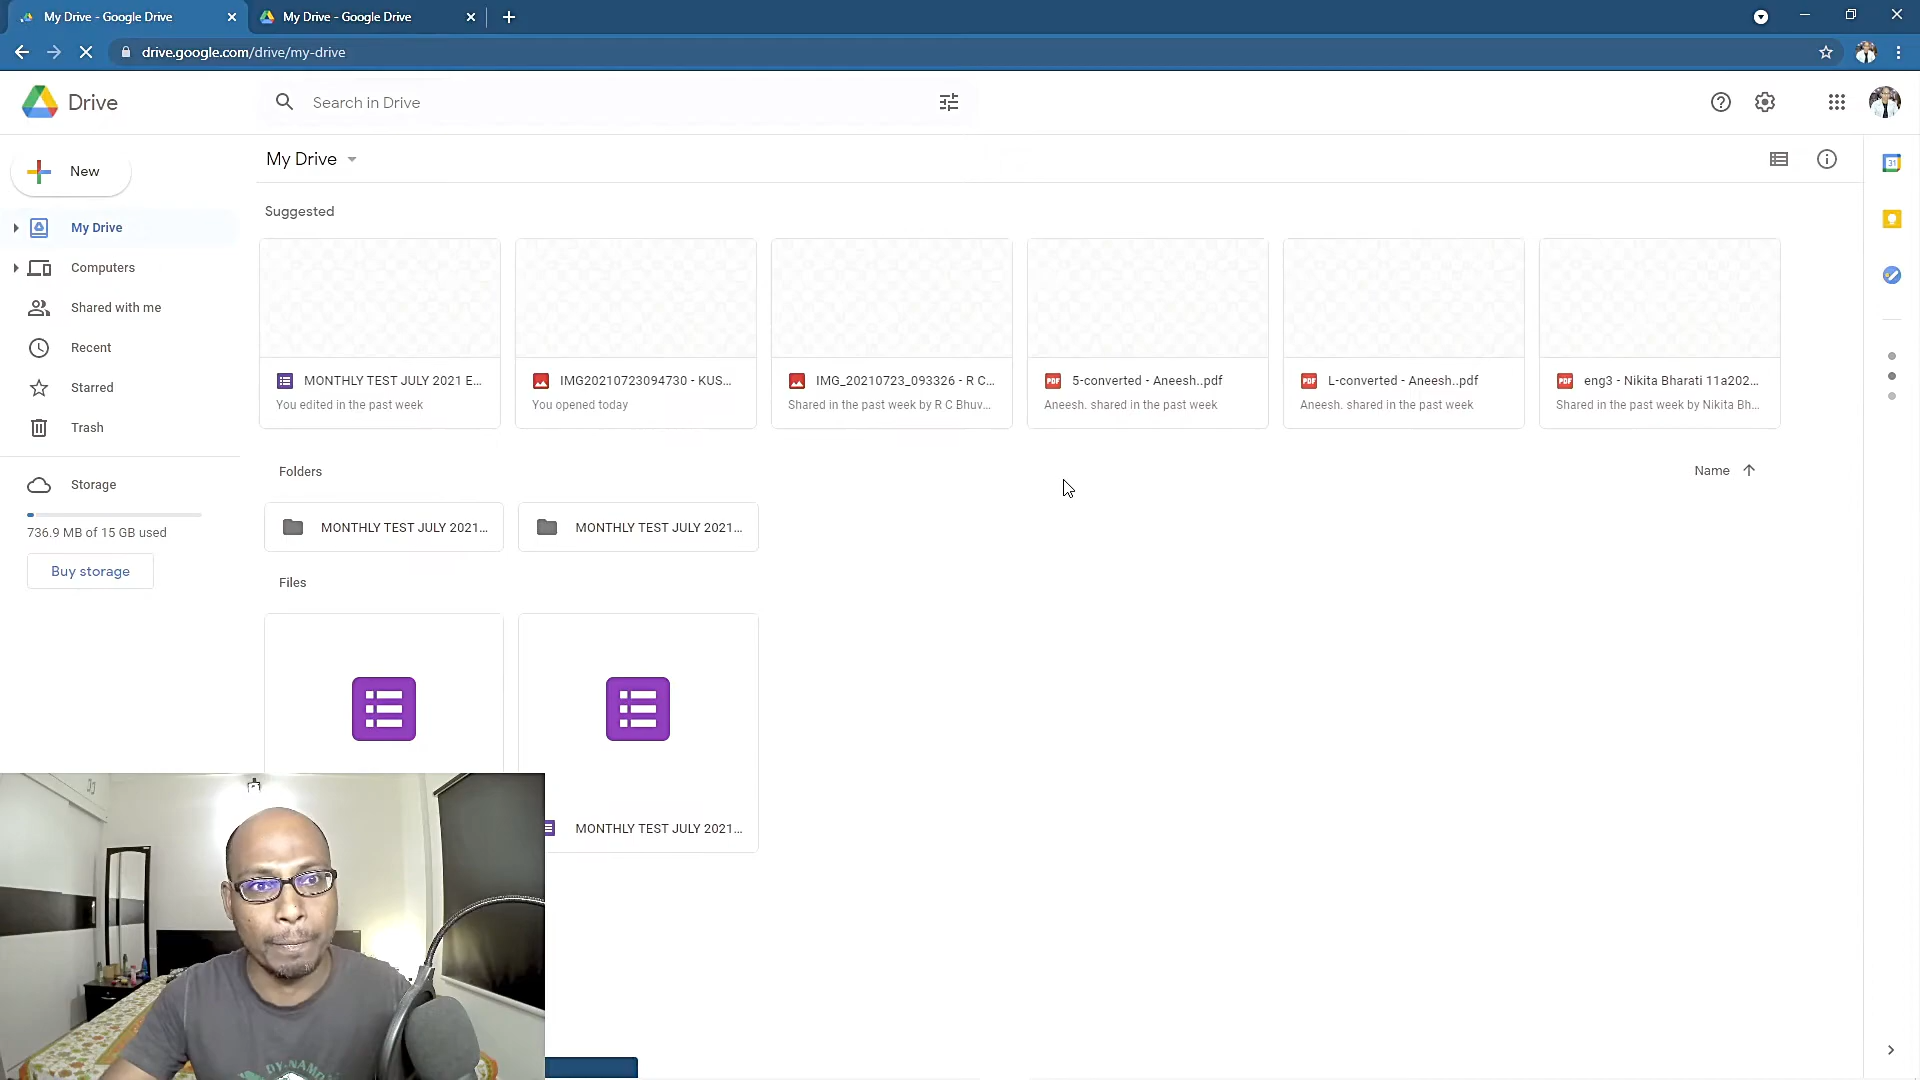 My Drive - Google Drive
My Drive - Google Drive
drive.google.com/drive/my-drive
Drive
Search in Drive
New
My Drive
Computers
Shared with me
Recent
Starred
Trash
Storage
736.9 MB of 15 GB used
Buy storage
My Drive
31
Suggested
MONTHLY TEST JULY 2021 E...
You edited in the past week
IMG20210723094730 - KUS...
You opened today
IMG_20210723_093326 - R C...
Shared in the past week by R C Bhuv...
PDF
5-converted - Aneesh..pdf
Aneesh. shared in the past week
PDF
L-converted - Aneesh..pdf
Aneesh. shared in the past week
PDF
eng3 - Nikita Bharati 11a202...
Shared in the past week by Nikita Bh...
Folders
Name
MONTHLY TEST JULY 2021...
MONTHLY TEST JULY 2021...
Files
MONTHLY TEST JULY 2021...